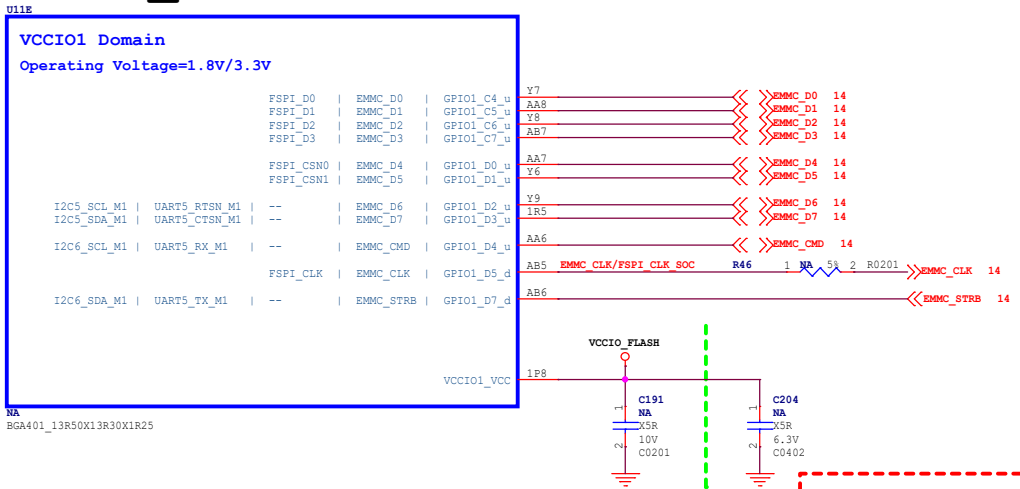 U11E
VCCIO1 Domain
Operating Voltage=1.8V/3.3V
FSPI_D0 | EMMC_D0 | GPIO1_C4_u Y7 EMMC_D0 14
FSPI_D1 | EMMC_D1 | GPIO1_C5_u AA8 EMMC_D1 14
FSPI_D2 | EMMC_D2 | GPIO1_C6_u Y8 EMMC_D2 14
FSPI_D3 | EMMC_D3 | GPIO1_C7_u AB7 EMMC_D3 14
FSPI_CSN0 | EMMC_D4 | GPIO1_D0_u AA7 EMMC_D4 14
FSPI_CSN1 | EMMC_D5 | GPIO1_D1_u Y6 EMMC_D5 14
I2C5_SCL_M1 | UART5_RTSN_M1 | -- | EMMC_D6 | GPIO1_D2_u Y9 EMMC_D6 14
I2C5_SDA_M1 | UART5_CTSN_M1 | -- | EMMC_D7 | GPIO1_D3_u 1R5 EMMC_D7 14
I2C6_SCL_M1 | UART5_RX_M1 | -- | EMMC_CMD | GPIO1_D4_u AA6 EMMC_CMD 14
FSPI_CLK | EMMC_CLK | GPIO1_D5_d AB5 EMMC_CLK/FSPI_CLK_SOC R46 1 NA 5% 2 R0201 EMMC_CLK 14
I2C6_SDA_M1 | UART5_TX_M1 | -- | EMMC_STRB | GPIO1_D7_d AB6 EMMC_STRB 14
VCCIO_FLASH
VCCIO1_VCC 1P8
NA
BGA401_13R50X13R30X1R25
1 C191
NA
X5R
10V
2 C0201
1 C204
NA
X5R
6.3V
2 C0402